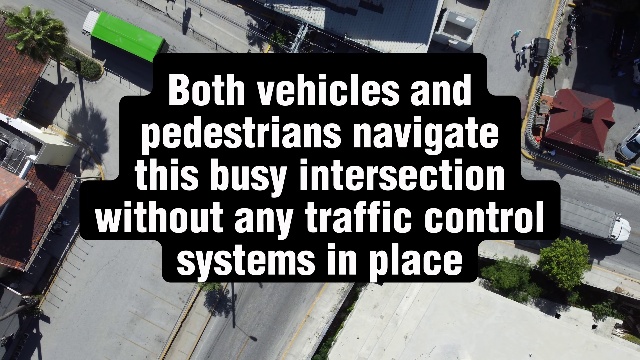 Both vehicles and
pedestrians navigate
this busy intersection
without any traffic control
systems in place